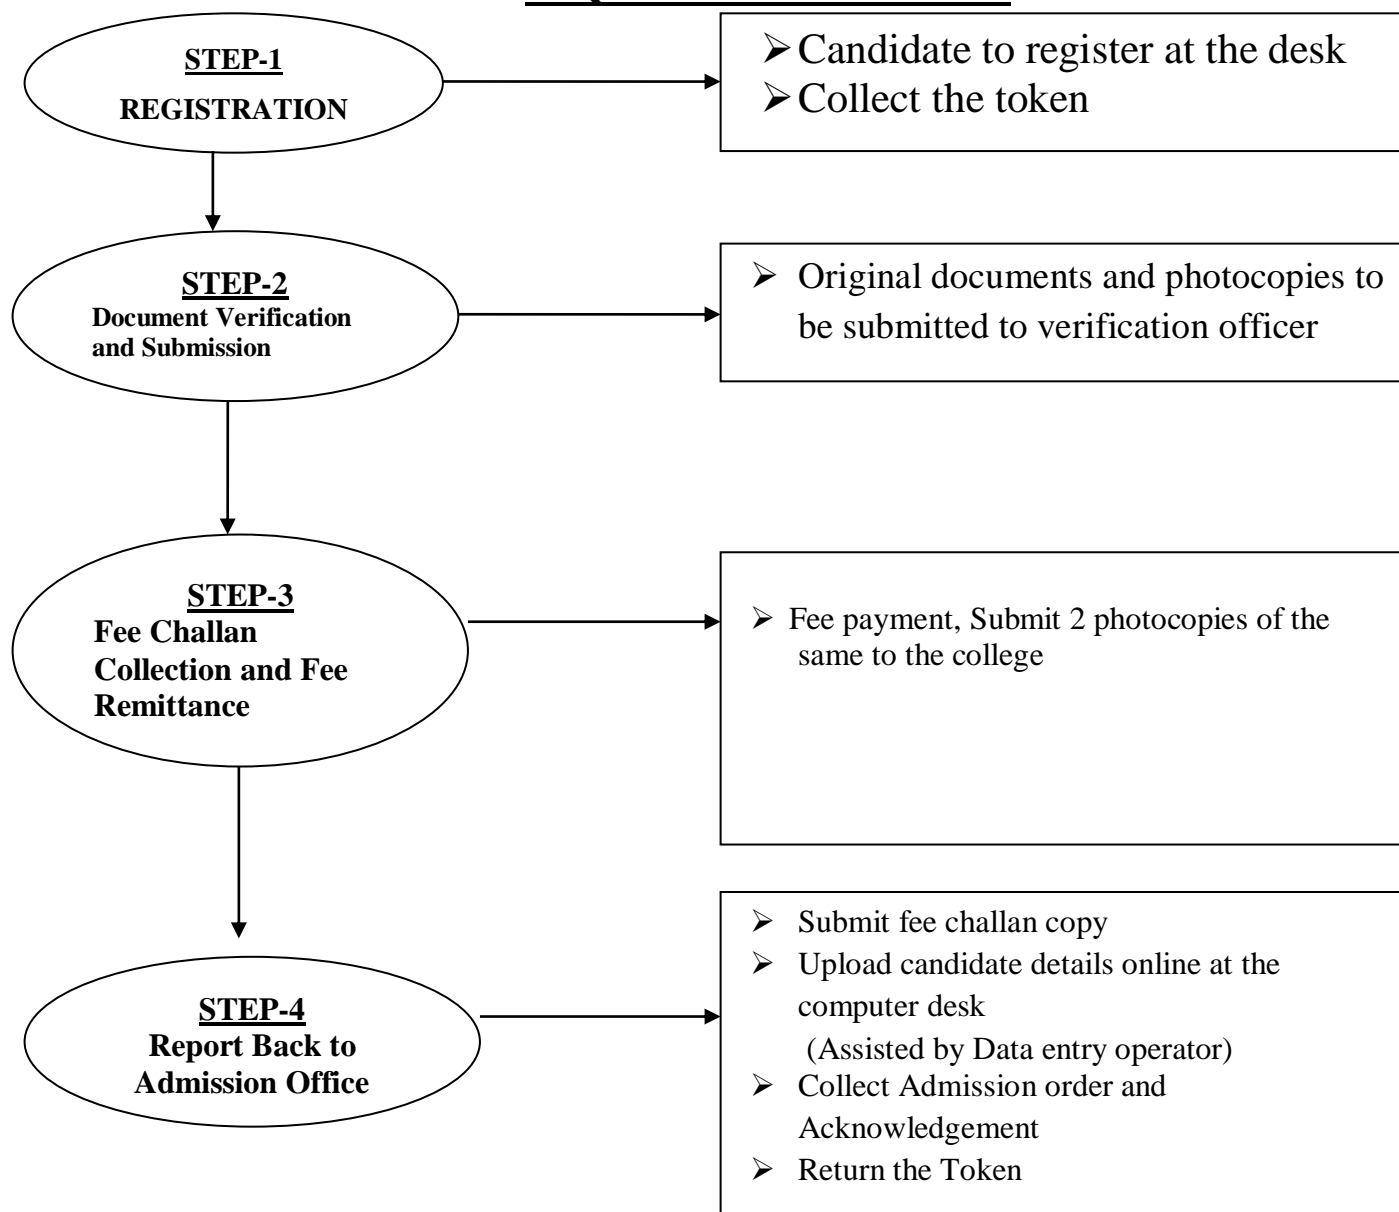 STEP-1
REGISTRATION
➢Candidate to register at the desk
➢Collect the token
STEP-2
Document Verification
and Submission
➢ Original documents and photocopies to
be submitted to verification officer
STEP-3
Fee Challan
Collection and Fee
Remittance
➢ Fee payment, Submit 2 photocopies of the
same to the college
STEP-4
Report Back to
Admission Office
➢ Submit fee challan copy
➢ Upload candidate details online at the
computer desk
(Assisted by Data entry operator)
➢ Collect Admission order and
Acknowledgement
➢ Return the Token